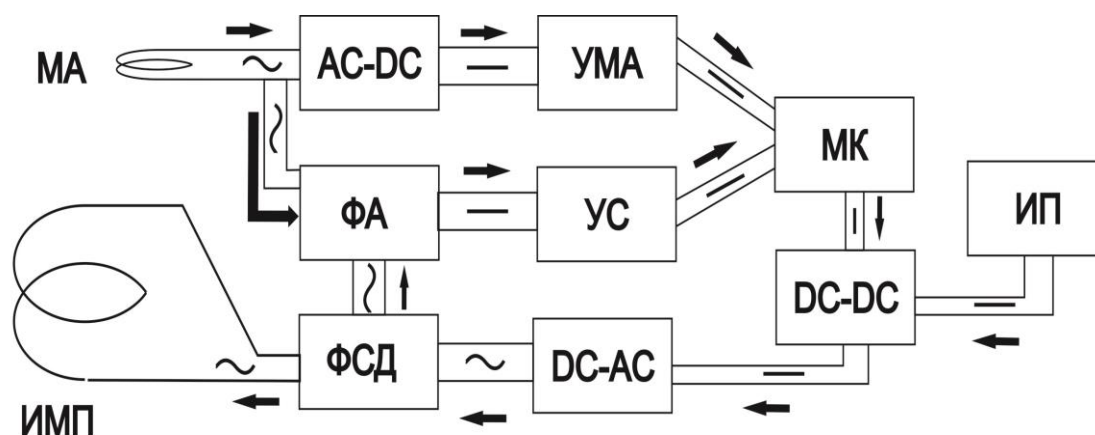 МА
AC-DC
УМА
МК
ИП
ФА
УС
DC-DC
ФСД
DC-AC
ИМП